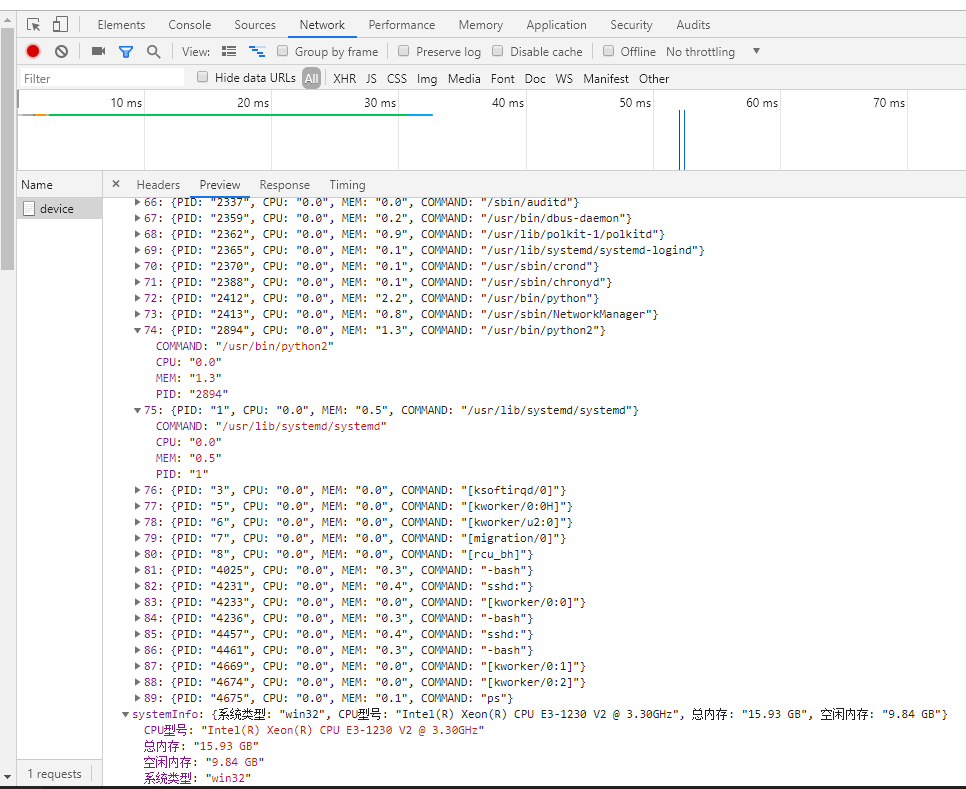 Elements Console Sources Network Performance Memory Application Security Audits
View: Group by frame Preserve log Disable cache Offline No throttling
Filter Hide data URLs All XHR JS CSS Img Media Font Doc WS Manifest Other
10 ms 20 ms 30 ms 40 ms 50 ms 60 ms 70 ms
Name × Headers Preview Response Timing
device
66: {PID: "2337", CPU: "0.0", MEM: "0.0", COMMAND: "/sbin/auditd"}
67: {PID: "2359", CPU: "0.0", MEM: "0.2", COMMAND: "/usr/bin/dbus-daemon"}
68: {PID: "2362", CPU: "0.0", MEM: "0.9", COMMAND: "/usr/lib/polkit-1/polkitd"}
69: {PID: "2365", CPU: "0.0", MEM: "0.1", COMMAND: "/usr/lib/systemd/systemd-logind"}
70: {PID: "2370", CPU: "0.0", MEM: "0.1", COMMAND: "/usr/sbin/crond"}
71: {PID: "2388", CPU: "0.0", MEM: "0.1", COMMAND: "/usr/sbin/chronyd"}
72: {PID: "2412", CPU: "0.0", MEM: "2.2", COMMAND: "/usr/bin/python"}
73: {PID: "2413", CPU: "0.0", MEM: "0.8", COMMAND: "/usr/sbin/NetworkManager"}
74: {PID: "2894", CPU: "0.0", MEM: "1.3", COMMAND: "/usr/bin/python2"}
COMMAND: "/usr/bin/python2"
CPU: "0.0"
MEM: "1.3"
PID: "2894"
75: {PID: "1", CPU: "0.0", MEM: "0.5", COMMAND: "/usr/lib/systemd/systemd"}
COMMAND: "/usr/lib/systemd/systemd"
CPU: "0.0"
MEM: "0.5"
PID: "1"
76: {PID: "3", CPU: "0.0", MEM: "0.0", COMMAND: "[ksoftirqd/0]"}
77: {PID: "5", CPU: "0.0", MEM: "0.0", COMMAND: "[kworker/0:0H]"}
78: {PID: "6", CPU: "0.0", MEM: "0.0", COMMAND: "[kworker/u2:0]"}
79: {PID: "7", CPU: "0.0", MEM: "0.0", COMMAND: "[migration/0]"}
80: {PID: "8", CPU: "0.0", MEM: "0.0", COMMAND: "[rcu_bh]"}
81: {PID: "4025", CPU: "0.0", MEM: "0.3", COMMAND: "-bash"}
82: {PID: "4231", CPU: "0.0", MEM: "0.4", COMMAND: "sshd:"}
83: {PID: "4233", CPU: "0.0", MEM: "0.0", COMMAND: "[kworker/0:0]"}
84: {PID: "4236", CPU: "0.0", MEM: "0.3", COMMAND: "-bash"}
85: {PID: "4457", CPU: "0.0", MEM: "0.4", COMMAND: "sshd:"}
86: {PID: "4461", CPU: "0.0", MEM: "0.3", COMMAND: "-bash"}
87: {PID: "4669", CPU: "0.0", MEM: "0.0", COMMAND: "[kworker/0:1]"}
88: {PID: "4674", CPU: "0.0", MEM: "0.0", COMMAND: "[kworker/0:2]"}
89: {PID: "4675", CPU: "0.0", MEM: "0.1", COMMAND: "ps"}
systemInfo: {系统类型: "win32", CPU型号: "Intel(R) Xeon(R) CPU E3-1230 V2 @ 3.30GHz", 总内存: "15.93 GB", 空闲内存: "9.84 GB"}
CPU型号: "Intel(R) Xeon(R) CPU E3-1230 V2 @ 3.30GHz"
总内存: "15.93 GB"
空闲内存: "9.84 GB"
系统类型: "win32"
1 requests